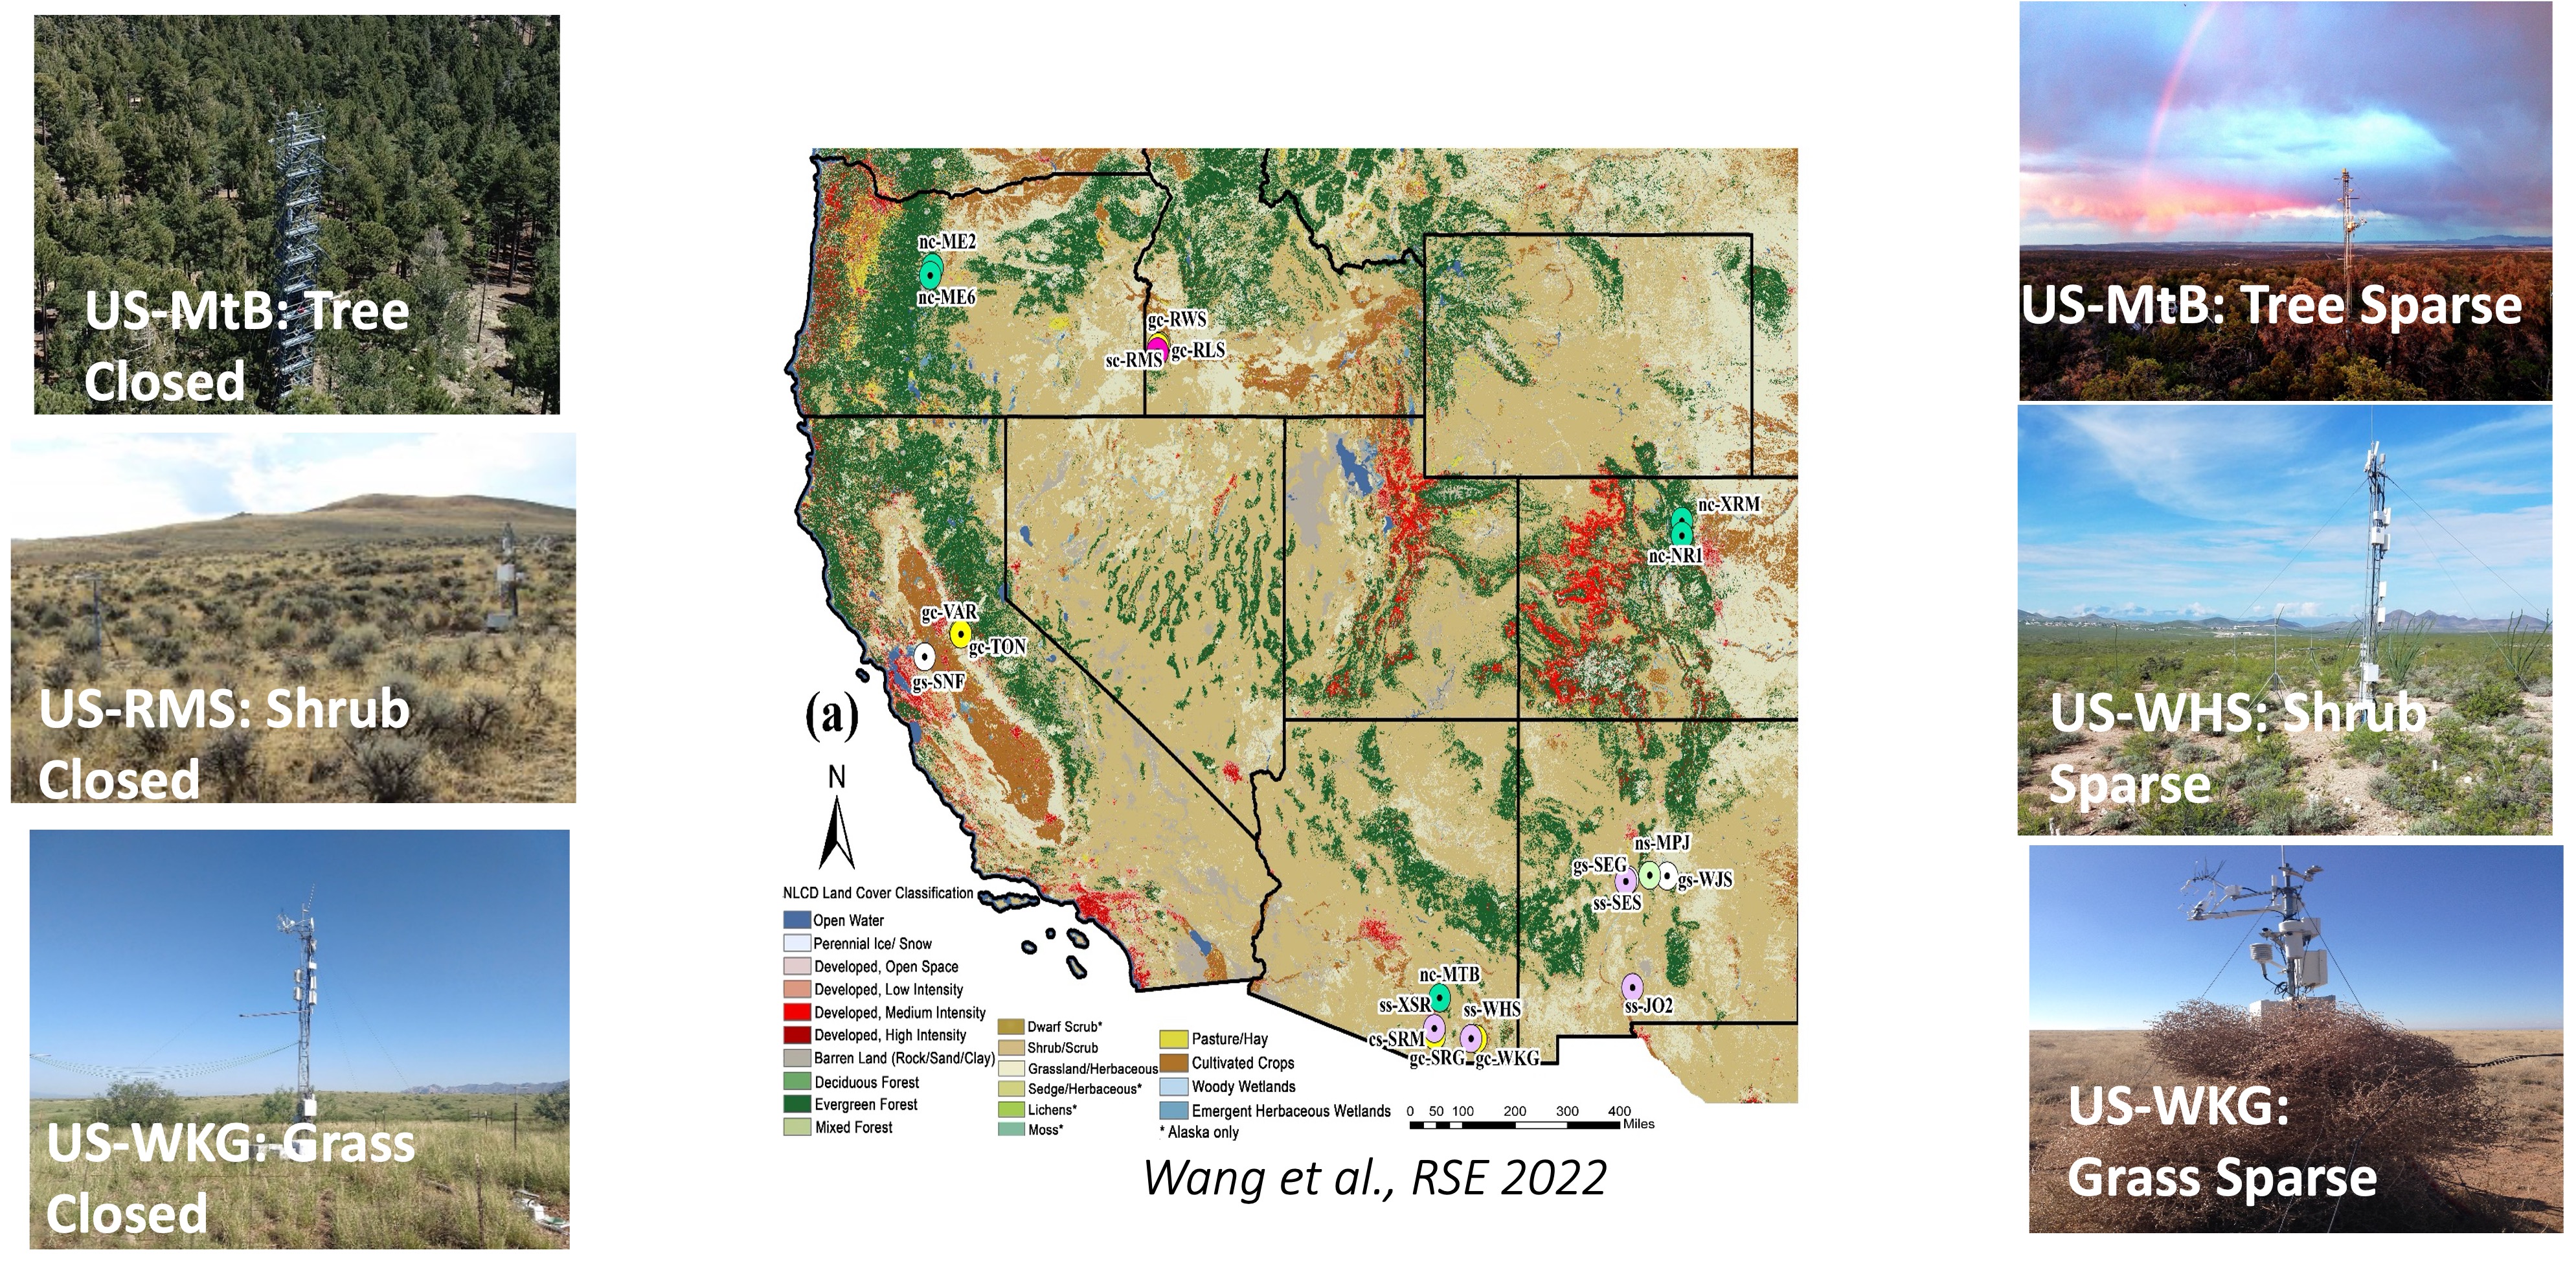 US-MtB: Tree
Closed
US-RMS: Shrub
Closed
US-WKG: Grass
Closed
nc-ME2
nc-ME6
gc-RWS
sc-RMS
gc-RLS
nc-XRM
nc-NR1
gc-VAR
gc-TON
gs-SNF
(a)
N
ns-MPJ
gs-SEG
gs-WJS
ss-SES
nc-MTB
ss-XSR
ss-WHS
ss-JO2
cs-SRM
gc-SRG
gc-WKG
NLCD Land Cover Classification
Open Water
Perennial Ice/ Snow
Developed, Open Space
Developed, Low Intensity
Developed, Medium Intensity
Developed, High Intensity
Barren Land (Rock/Sand/Clay)
Deciduous Forest
Evergreen Forest
Mixed Forest
Dwarf Scrub*
Shrub/Scrub
Grassland/Herbaceous
Sedge/Herbaceous*
Lichens*
Moss*
Pasture/Hay
Cultivated Crops
Woody Wetlands
Emergent Herbaceous Wetlands
* Alaska only
0 50 100 200 300 400
Miles
Wang et al., RSE 2022
US-MtB: Tree Sparse
US-WHS: Shrub
Sparse
US-WKG:
Grass Sparse